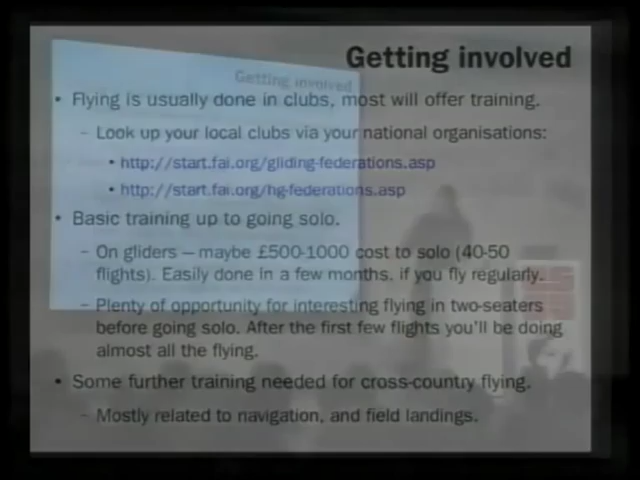 Getting involved
Getting involved
• Flying is usually done in clubs, most will offer training.
– Look up your local clubs via your national organisations:
• http://start.fai.org/gliding-federations.asp
• http://start.fai.org/hg-federations.asp
• Basic training up to going solo.
– On gliders – maybe £500-1000 cost to solo (40-50
flights). Easily done in a few months, if you fly regularly.
– Plenty of opportunity for interesting flying in two-seaters
before going solo. After the first few flights you'll be doing
almost all the flying.
• Some further training needed for cross-country flying.
– Mostly related to navigation, and field landings.